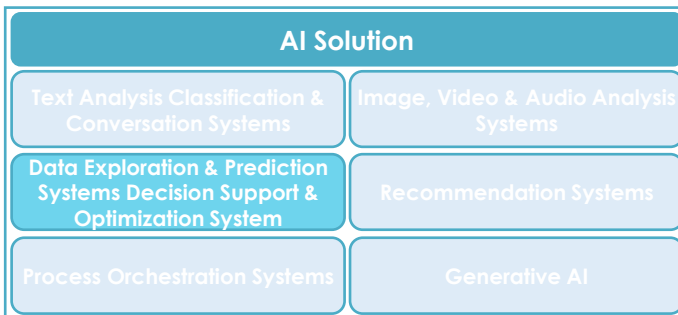 AI Solution
Text Analysis Classification &
Conversation Systems
Image, Video & Audio Analysis
Systems
Data Exploration & Prediction
Systems Decision Support &
Optimization System
Recommendation Systems
Process Orchestration Systems
Generative AI